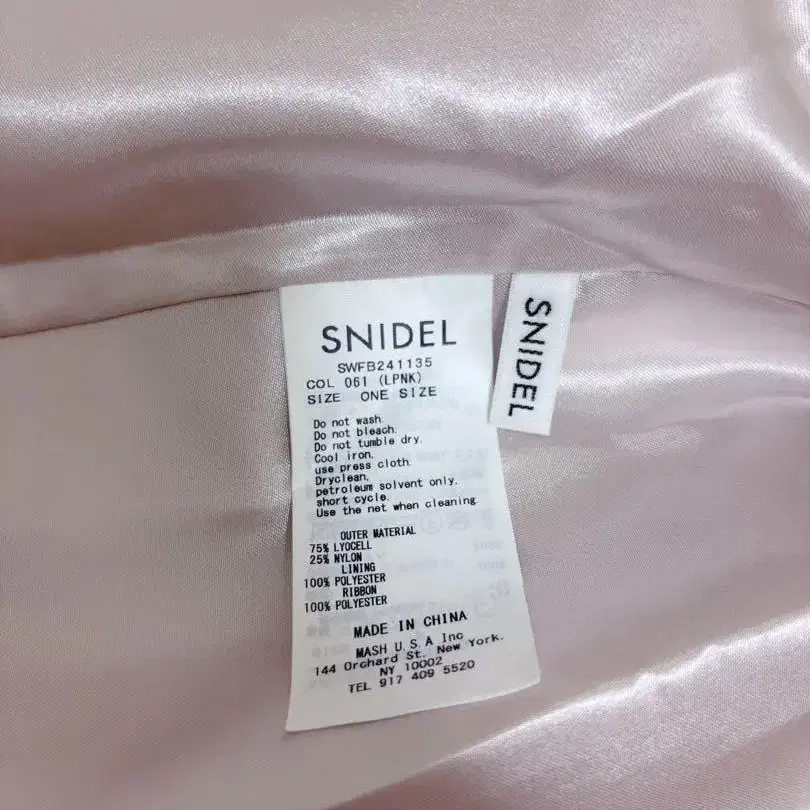 SNIDEL
SWFB241135
COL 061 (LPNK)
SIZE ONE SIZE
Do not wash.
Do not bleach.
Do not tumble dry.
Cool iron,
use press cloth.
Dryclean,
petroleum solvent only,
short cycle.
Use the net when cleaning.
OUTER MATERIAL
75% LYOCELL
25% NYLON
LINING
100% POLYESTER
RIBBON
100% POLYESTER
MADE IN CHINA
MASH U.S.A Inc
144 Orchard St. New York.
NY 10002
TEL 917 409 5520
SNIDEL